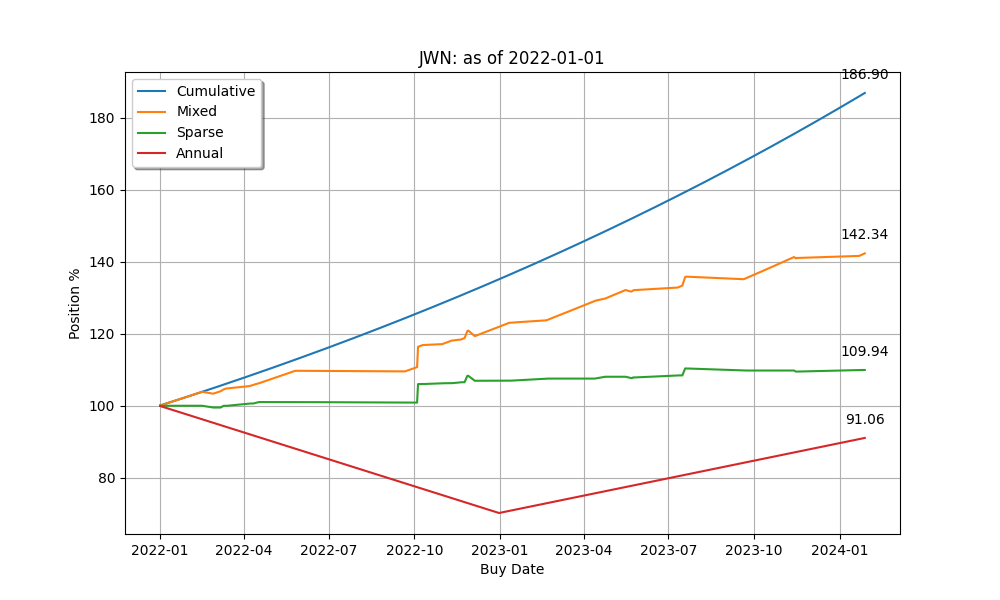 JWN: as of 2022-01-01
186.90
Cumulative
Mixed
Sparse
Annual
180
160
142.34
140
120
109.94
100
91.06
80
Position %
2022-01 2022-04 2022-07 2022-10 2023-01 2023-04 2023-07 2023-10 2024-01
Buy Date